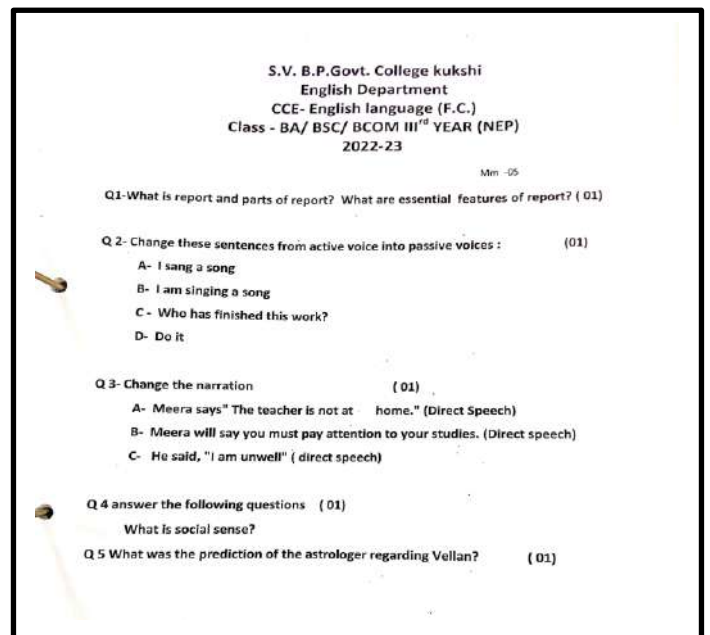 S.V. B.P.Govt. College kukshi
English Department
CCE- English language (F.C.)
Class - BA/ BSC/ BCOM IIIrd YEAR (NEP)
2022-23
Mm -05
Q1-What is report and parts of report? What are essential features of report? ( 01)
Q 2- Change these sentences from active voice into passive voices : (01)
A- I sang a song
B- I am singing a song
C - Who has finished this work?
D- Do it
Q 3- Change the narration ( 01)
A- Meera says" The teacher is not at home." (Direct Speech)
B- Meera will say you must pay attention to your studies. (Direct speech)
C- He said, "I am unwell" ( direct speech)
Q 4 answer the following questions ( 01)
What is social sense?
Q 5 What was the prediction of the astrologer regarding Vellan? ( 01)